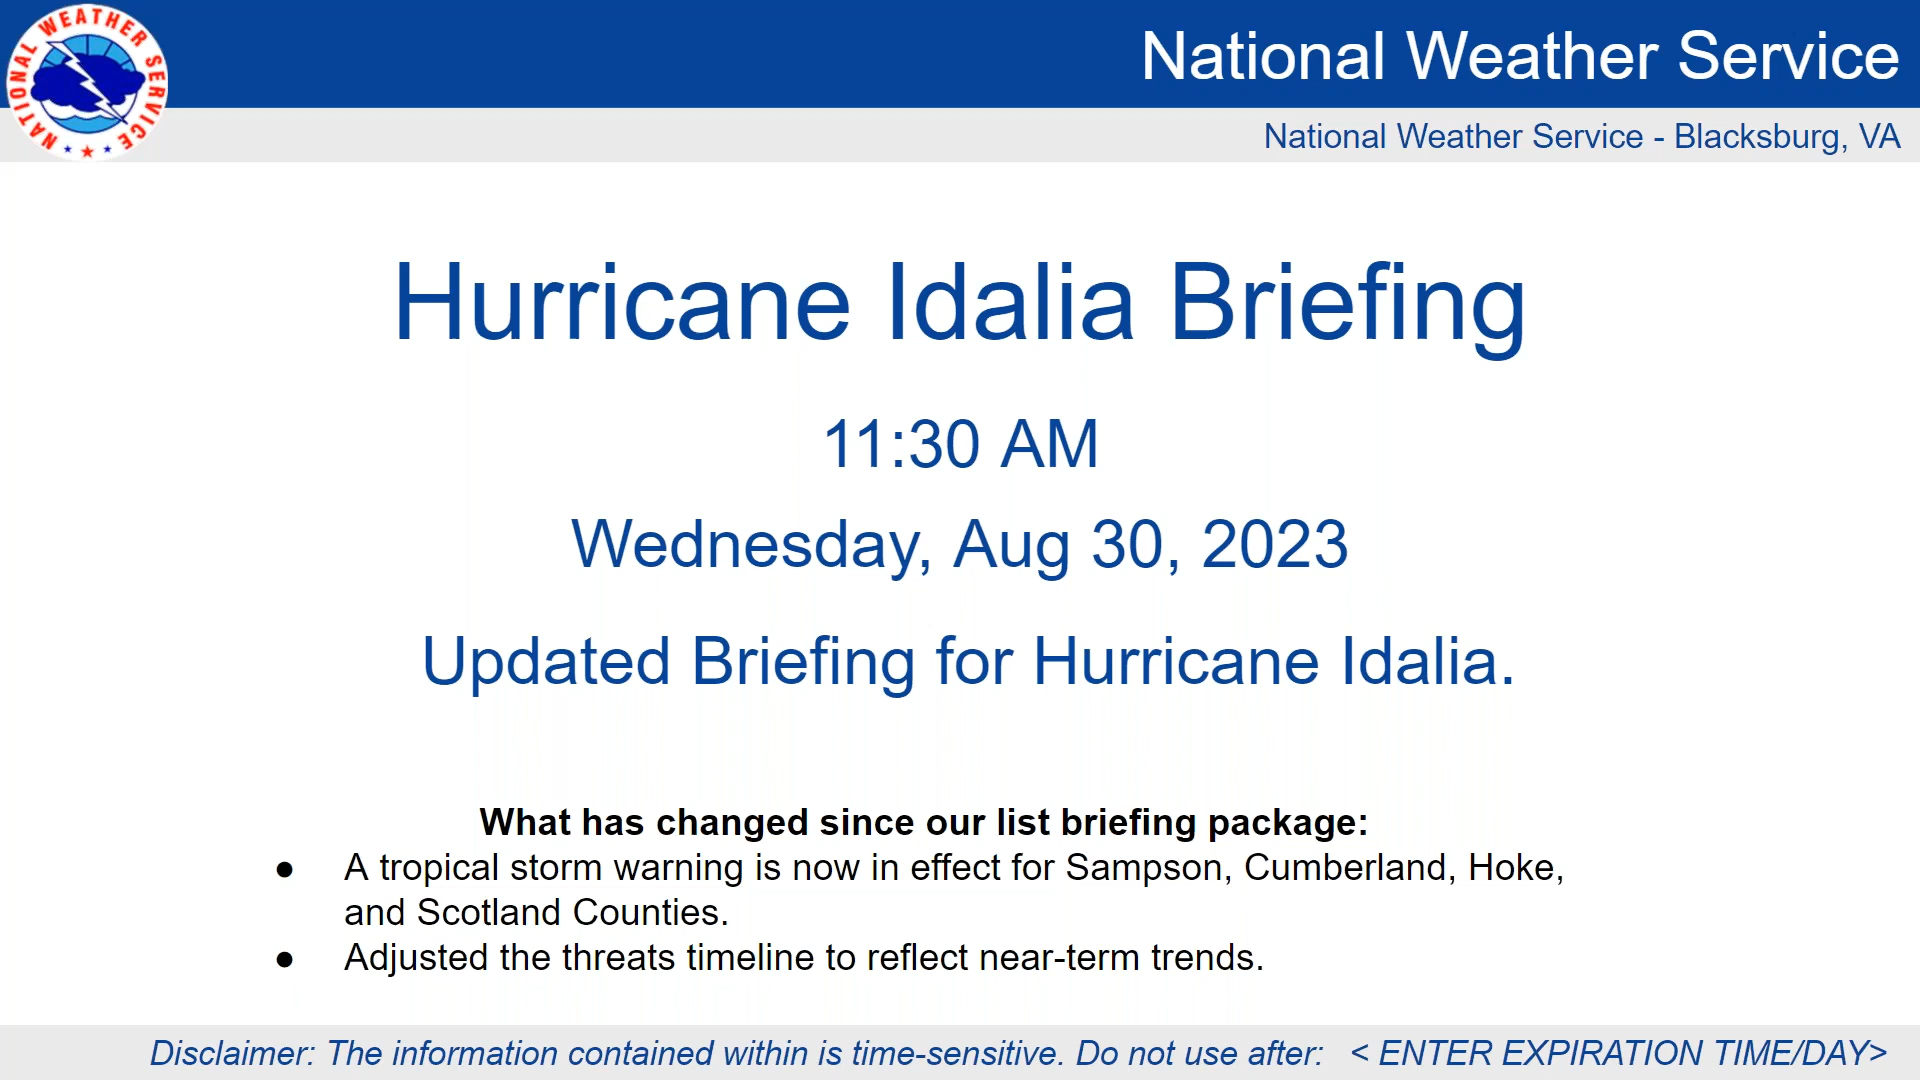 NATIONAL WEATHER SERVICE
National Weather Service
National Weather Service - Blacksburg, VA
Hurricane Idalia Briefing
11:30 AM
Wednesday, Aug 30, 2023
Updated Briefing for Hurricane Idalia.
What has changed since our list briefing package:
● A tropical storm warning is now in effect for Sampson, Cumberland, Hoke,
and Scotland Counties.
● Adjusted the threats timeline to reflect near-term trends.
Disclaimer: The information contained within is time-sensitive. Do not use after: < ENTER EXPIRATION TIME/DAY>